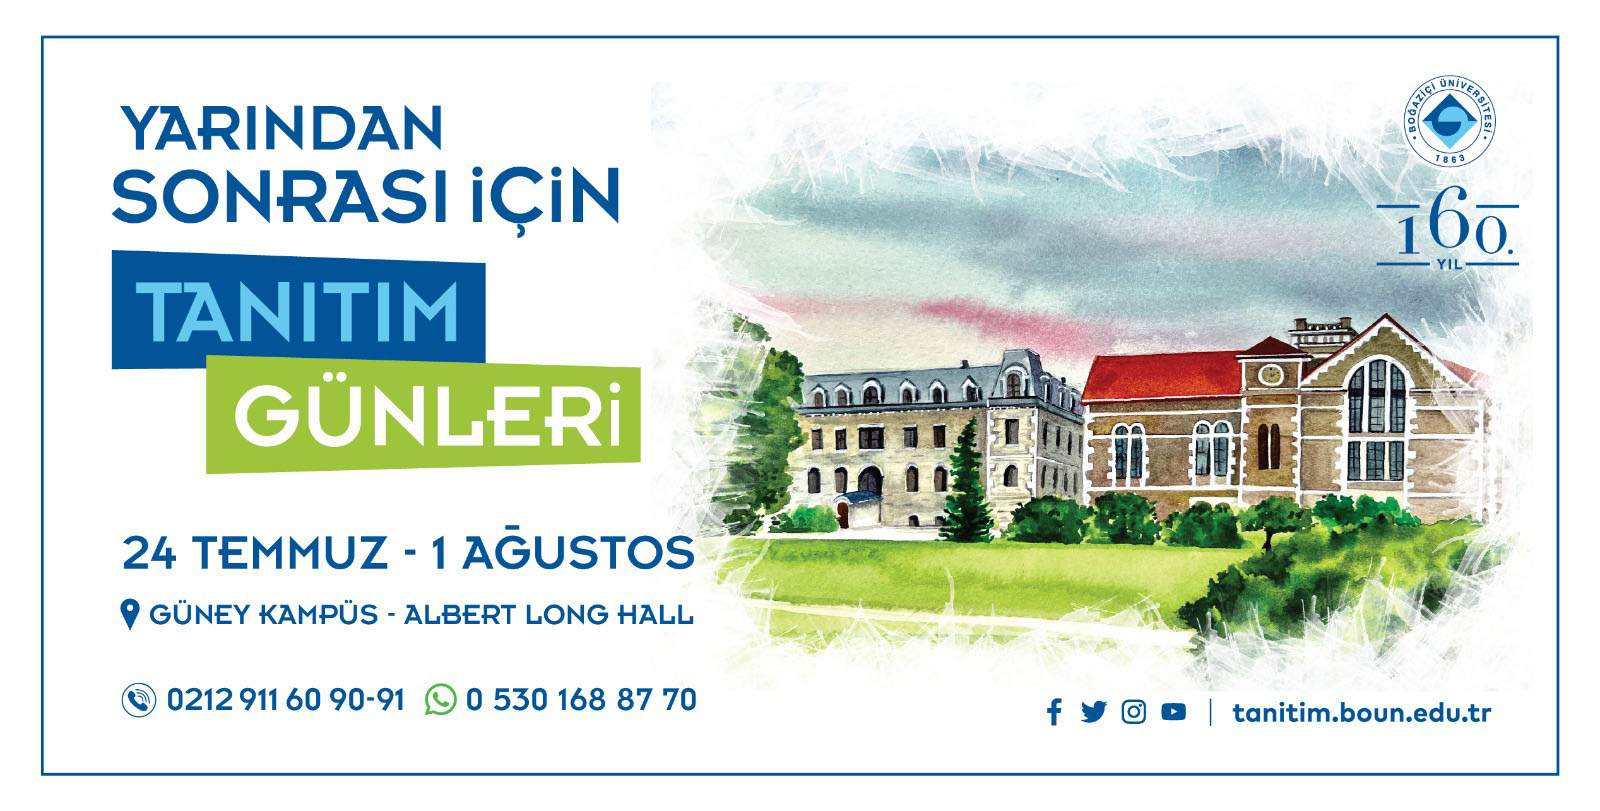 YARINDAN
SONRASI İÇİN
TANITIM
GÜNLERİ
24 TEMMUZ - 1 AĞUSTOS
GÜNEY KAMPÜS - ALBERT LONG HALL
0212 911 60 90-91 0 530 168 87 70
BOĞAZİÇİ ÜNİVERSİTESİ
1863
160.
YIL
tanitim.boun.edu.tr